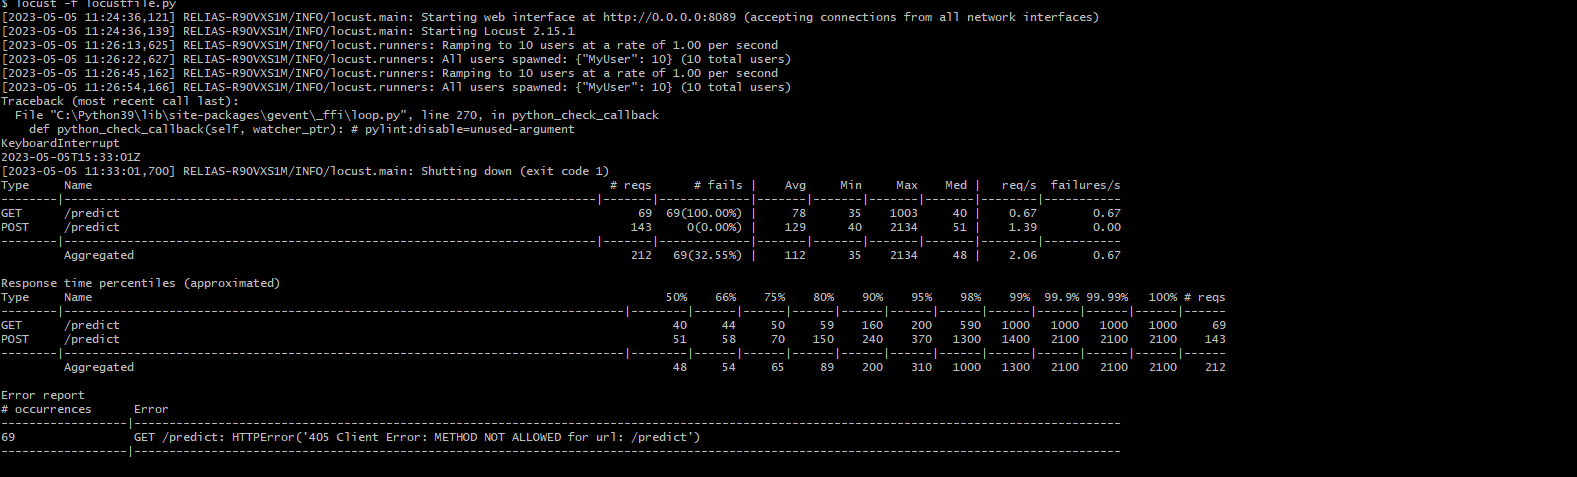 $ locust -f locustfile.py
[2023-05-05 11:24:36,121] RELIAS-R9OVXS1M/INFO/locust.main: Starting web interface at http://0.0.0.0:8089 (accepting connections from all network interfaces)
[2023-05-05 11:24:36,139] RELIAS-R9OVXS1M/INFO/locust.main: Starting Locust 2.15.1
[2023-05-05 11:26:13,625] RELIAS-R9OVXS1M/INFO/locust.runners: Ramping to 10 users at a rate of 1.00 per second
[2023-05-05 11:26:22,627] RELIAS-R9OVXS1M/INFO/locust.runners: All users spawned: {"MyUser": 10} (10 total users)
[2023-05-05 11:26:45,162] RELIAS-R9OVXS1M/INFO/locust.runners: Ramping to 10 users at a rate of 1.00 per second
[2023-05-05 11:26:54,166] RELIAS-R9OVXS1M/INFO/locust.runners: All users spawned: {"MyUser": 10} (10 total users)
Traceback (most recent call last):
  File "C:\Python39\lib\site-packages\gevent\_ffi\loop.py", line 270, in python_check_callback
    def python_check_callback(self, watcher_ptr): # pylint:disable=unused-argument
KeyboardInterrupt
2023-05-05T15:33:01Z
[2023-05-05 11:33:01,700] RELIAS-R9OVXS1M/INFO/locust.main: Shutting down (exit code 1)
Type     Name     # reqs     # fails |     Avg     Min     Max     Med |     req/s  failures/s
GET      /predict     69  69(100.00%) |     78     35     1003     40 |     0.67     0.67
POST     /predict     143     0(0.00%) |     129     40     2134     51 |     1.39     0.00
         Aggregated     212   69(32.55%) |     112     35     2134     48 |     2.06     0.67
Response time percentiles (approximated)
Type     Name     50%    66%    75%    80%    90%    95%    98%    99%  99.9% 99.99%   100% # reqs
GET      /predict     40     44     50     59    160    200    590   1000   1000   1000   1000     69
POST     /predict     51     58     70    150    240    370   1300   1400   2100   2100   2100    143
         Aggregated     48     54     65     89    200    310   1000   1300   2100   2100   2100    212
Error report
# occurrences      Error
69                 GET /predict: HTTPError('405 Client Error: METHOD NOT ALLOWED for url: /predict')